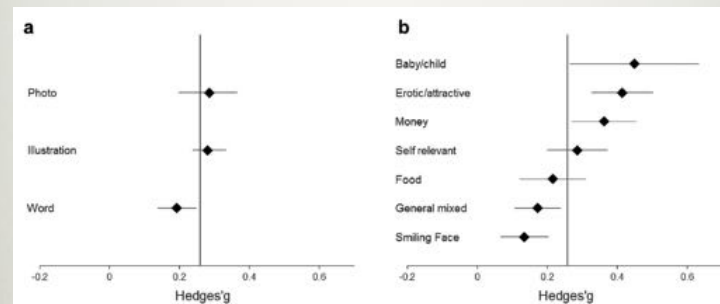 a
Photo
Illustration
Word
-0.2 0 0.2 0.4 0.6
Hedges'g
b
Baby/child
Erotic/attractive
Money
Self relevant
Food
General mixed
Smiling Face
-0.2 0 0.2 0.4 0.6
Hedges'g